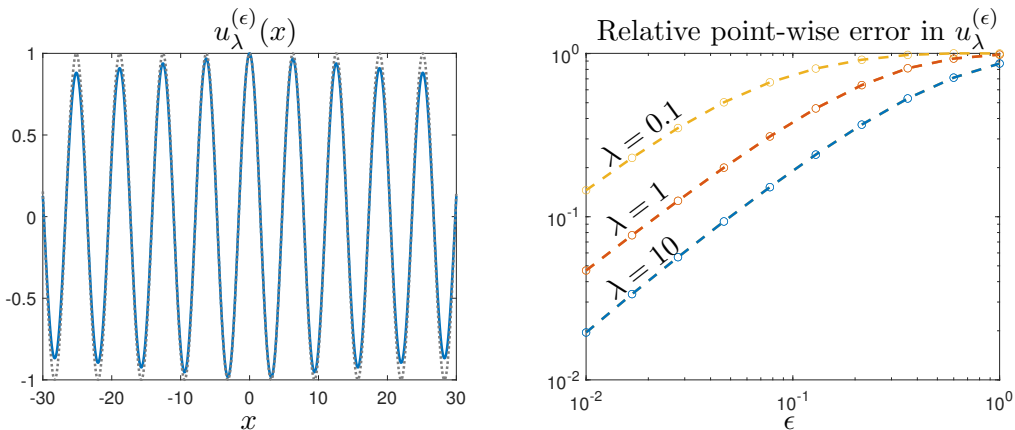 u_λ^(ϵ)(x)
1
0.5
0
-0.5
-1
-30 -20 -10 0 10 20 30
x
Relative point-wise error in u_λ^(ϵ)
10^0
10^-1
10^-2
λ = 0.1
λ = 1
λ = 10
10^-2 10^-1 10^0
ϵ